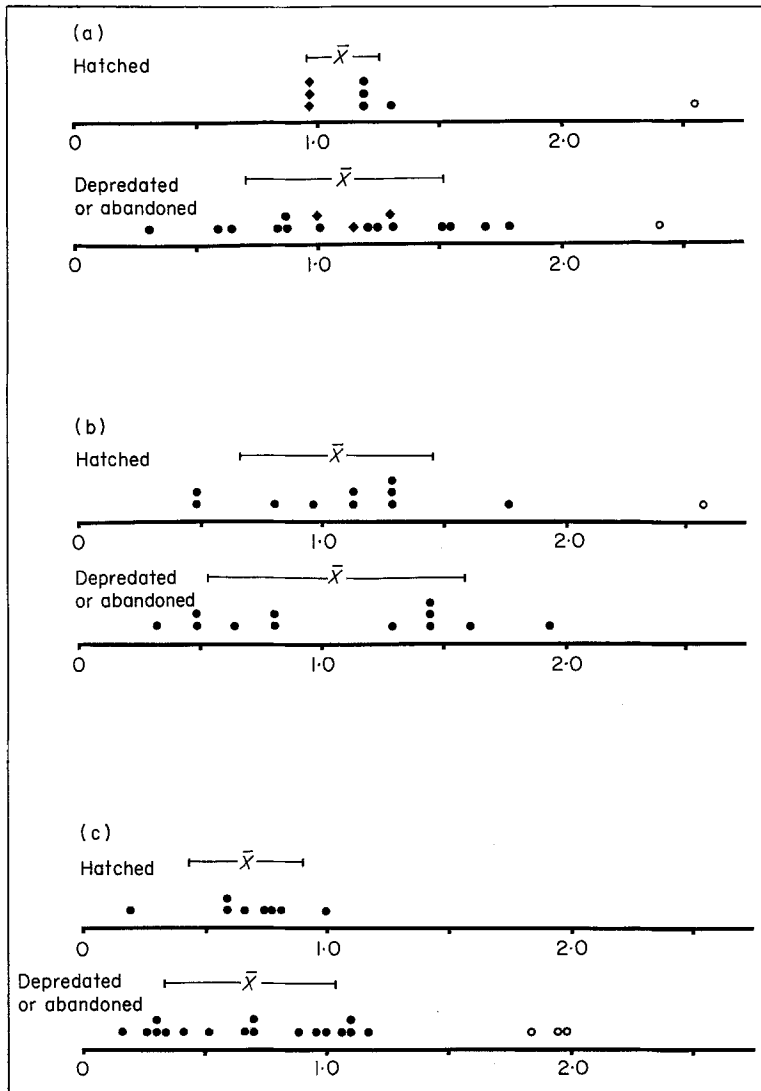 (a)
X̄
Hatched
0 1·0 2·0
X̄
Depredated
or abandoned
0 1·0 2·0
(b)
X̄
Hatched
0 1·0 2·0
X̄
Depredated
or abandoned
0 1·0 2·0
(c)
X̄
Hatched
0 1·0 2·0
X̄
Depredated
or abandoned
0 1·0 2·0